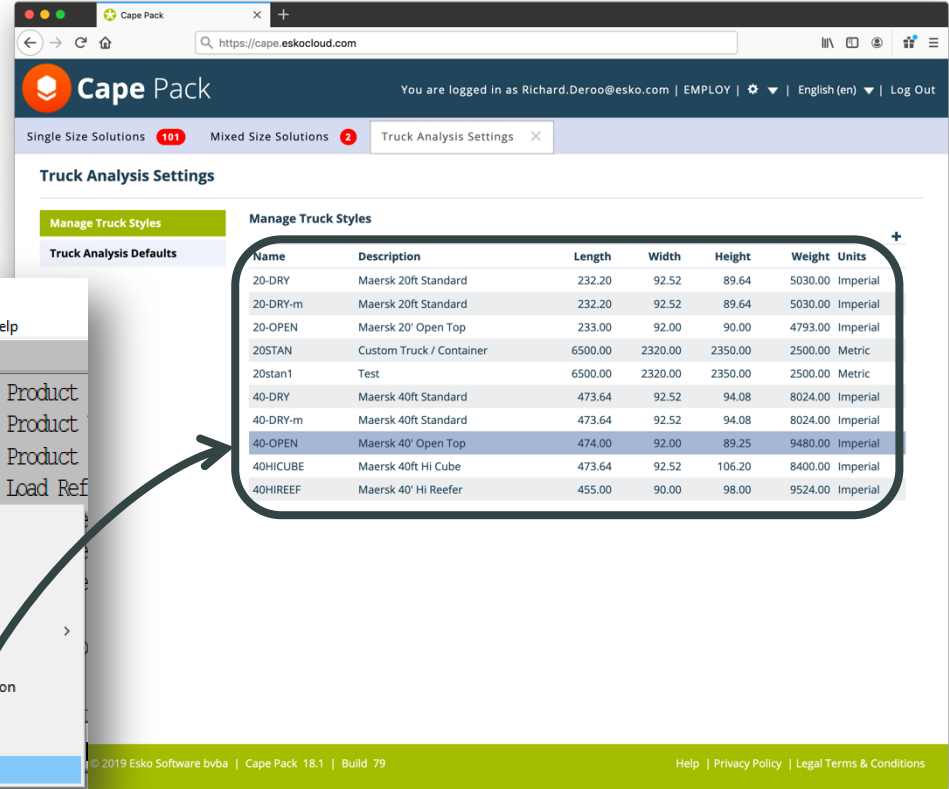 Cape Pack
https://cape.eskocloud.com
Cape Pack
You are logged in as Richard.Deroo@esko.com | EMPLOY | | English (en) | Log Out
Single Size Solutions 101 Mixed Size Solutions 2 Truck Analysis Settings
Truck Analysis Settings
Manage Truck Styles
Truck Analysis Defaults
Manage Truck Styles
Name Description Length Width Height Weight Units
20-DRY Maersk 20ft Standard 232.20 92.52 89.64 5030.00 Imperial
20-DRY-m Maersk 20ft Standard 232.20 92.52 89.64 5030.00 Imperial
20-OPEN Maersk 20' Open Top 233.00 92.00 90.00 4793.00 Imperial
20STAN Custom Truck / Container 6500.00 2320.00 2350.00 2500.00 Metric
20stan1 Test 6500.00 2320.00 2350.00 2500.00 Metric
40-DRY Maersk 40ft Standard 473.64 92.52 94.08 8024.00 Imperial
40-DRY-m Maersk 40ft Standard 473.64 92.52 94.08 8024.00 Imperial
40-OPEN Maersk 40' Open Top 474.00 92.00 89.25 9480.00 Imperial
40HICUBE Maersk 40ft Hi Cube 473.64 92.52 106.20 8400.00 Imperial
40HIREEF Maersk 40' Hi Reefer 455.00 90.00 98.00 9524.00 Imperial
elp
Product
Product
Product
Load Ref
on
© 2019 Esko Software bvba | Cape Pack 18.1 | Build 79
Help | Privacy Policy | Legal Terms & Conditions